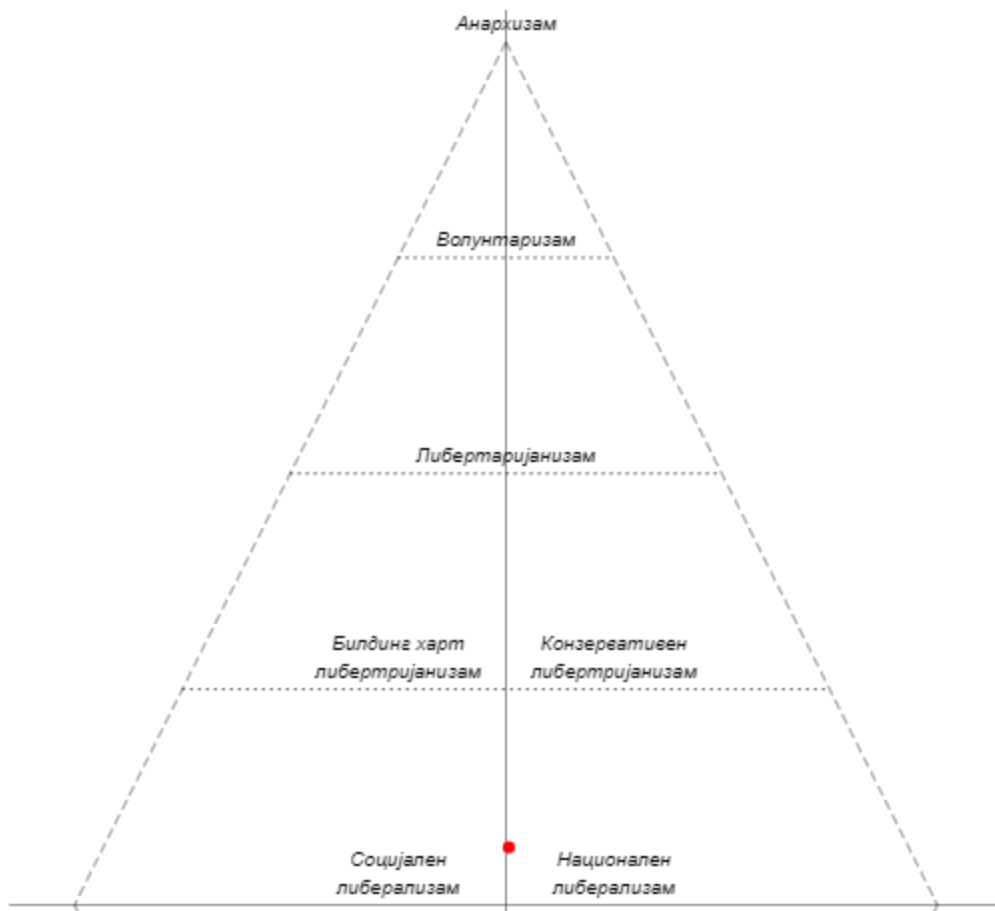 Анархизам
Волунтаризам
Либертаријанизам
Билдинг харт
либертријанизам
Конзервативен
либертријанизам
Социјален
либерализам
Национален
либерализам